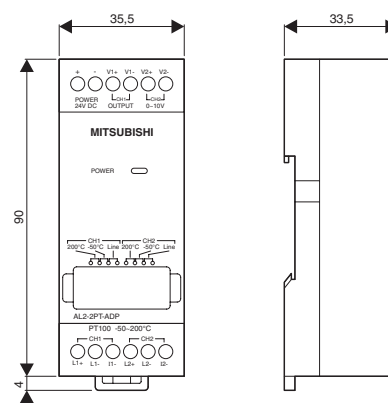 35,5
33,5
+ - V1+ V1- V2+ V2-
POWER CH1 CH2
24V DC OUTPUT 0~10V
MITSUBISHI
POWER
90
CH1 CH2
200°C -50°C Line 200°C -50°C Line
AL2-2PT-ADP
PT100 -50~200°C
CH1 CH2
L1+ L1- I1- L2+ L2- I2-
4